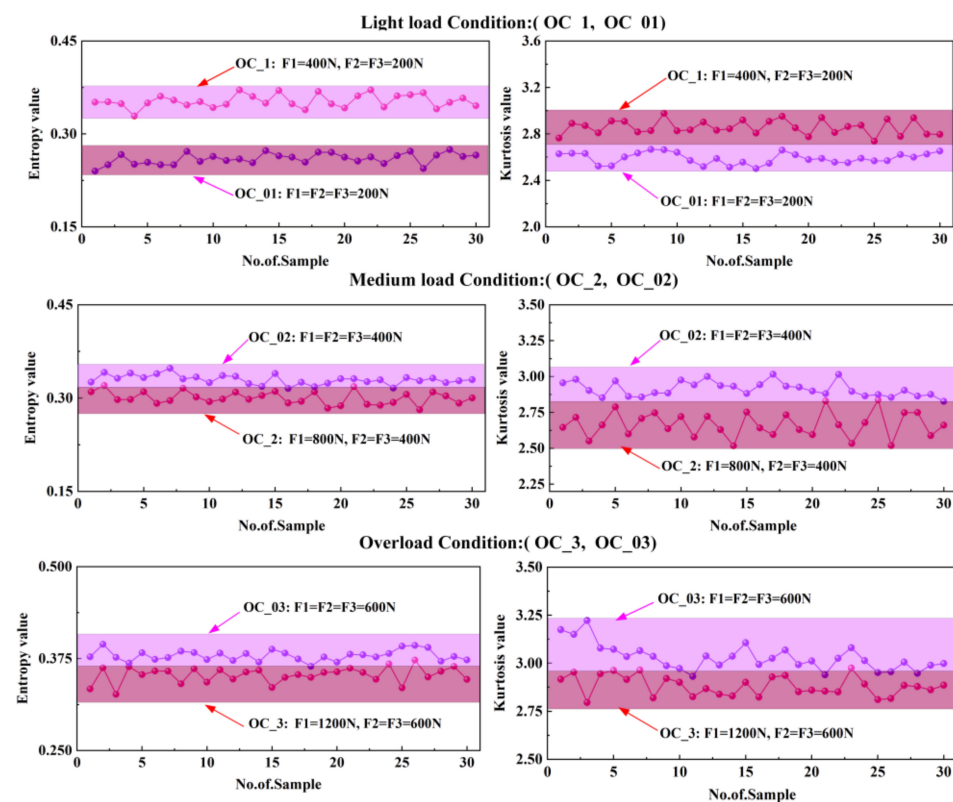 Light load Condition:( OC_1, OC_01)
0.45
0.30
0.15
Entropy value
OC_1: F1=400N, F2=F3=200N
OC_01: F1=F2=F3=200N
0 5 10 15 20 25 30
No.of.Sample
3.6
3.2
2.8
2.4
2.0
Kurtosis value
OC_1: F1=400N, F2=F3=200N
OC_01: F1=F2=F3=200N
0 5 10 15 20 25 30
No.of.Sample
Medium load Condition:( OC_2, OC_02)
0.45
0.30
0.15
Entropy value
OC_02: F1=F2=F3=400N
OC_2: F1=800N, F2=F3=400N
0 5 10 15 20 25 30
No.of.Sample
3.50
3.25
3.00
2.75
2.50
2.25
Kurtosis value
OC_02: F1=F2=F3=400N
OC_2: F1=800N, F2=F3=400N
0 5 10 15 20 25 30
No.of.Sample
Overload Condition:( OC_3, OC_03)
0.500
0.375
0.250
Entropy value
OC_03: F1=F2=F3=600N
OC_3: F1=1200N, F2=F3=600N
0 5 10 15 20 25 30
No.of.Sample
3.50
3.25
3.00
2.75
2.50
Kurtosis value
OC_03: F1=F2=F3=600N
OC_3: F1=1200N, F2=F3=600N
0 5 10 15 20 25 30
No.of.Sample